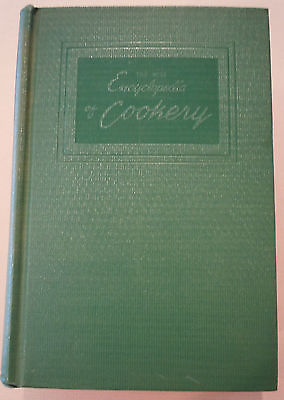 THE NEW
Encyclopedia
of Cookery